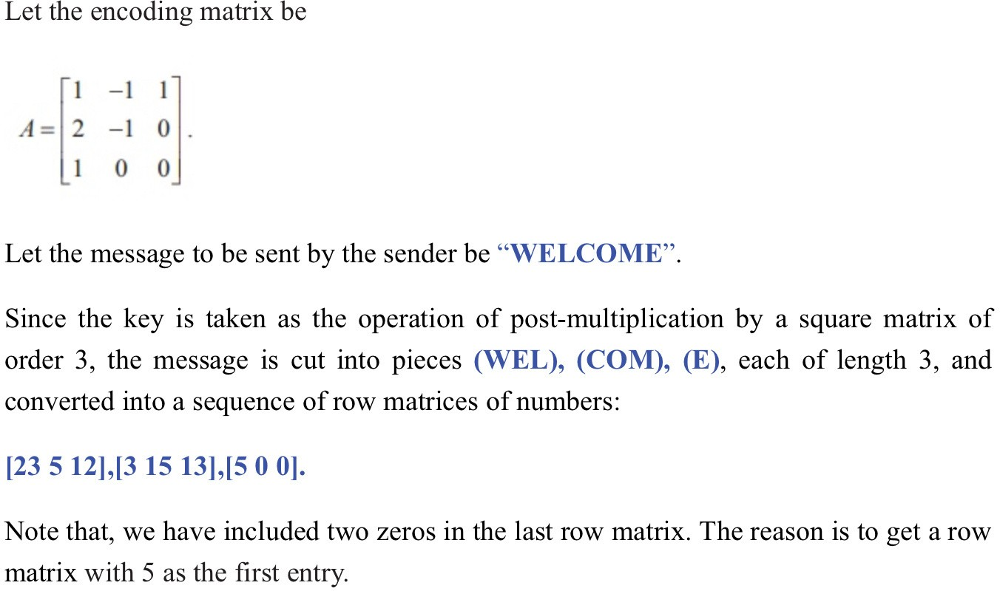 Let the encoding matrix be
1 −1 1
A = 2 −1 0 .
1 0 0
Let the message to be sent by the sender be “WELCOME”.
Since the key is taken as the operation of post-multiplication by a square matrix of
order 3, the message is cut into pieces (WEL), (COM), (E), each of length 3, and
converted into a sequence of row matrices of numbers:
[23 5 12],[3 15 13],[5 0 0].
Note that, we have included two zeros in the last row matrix. The reason is to get a row
matrix with 5 as the first entry.